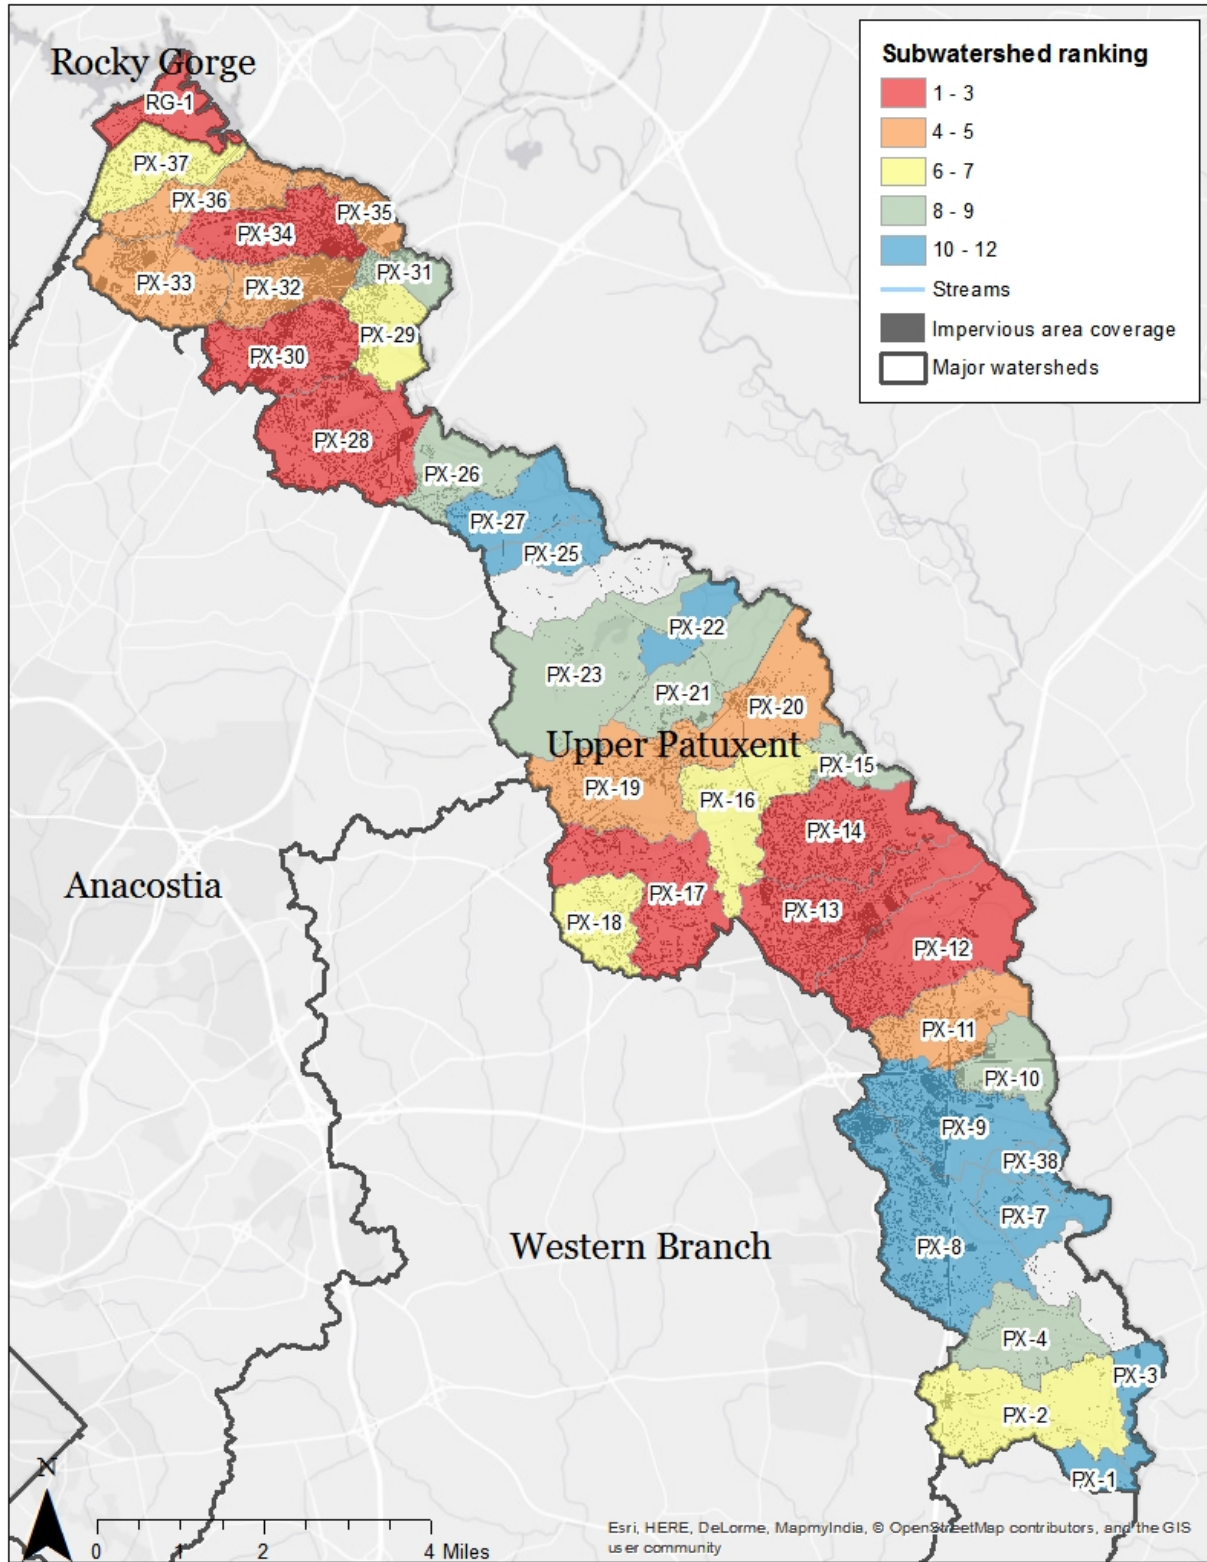 Rocky Gorge
Subwatershed ranking
1 - 3
4 - 5
6 - 7
8 - 9
10 - 12
Streams
Impervious area coverage
Major watersheds
RG-1
PX-37
PX-36
PX-35
PX-34
PX-31
PX-33
PX-32
PX-29
PX-30
PX-28
PX-26
PX-27
PX-25
PX-22
PX-23
PX-21
PX-20
Upper Patuxent
PX-15
PX-19
PX-16
PX-14
Anacostia
PX-17
PX-18
PX-13
PX-12
PX-11
PX-10
PX-9
PX-38
PX-7
Western Branch
PX-8
PX-4
PX-3
PX-2
PX-1
N
0 1 2 4 Miles
Esri, HERE, DeLorme, MapmyIndia, © OpenStreetMap contributors, and the GIS
user community